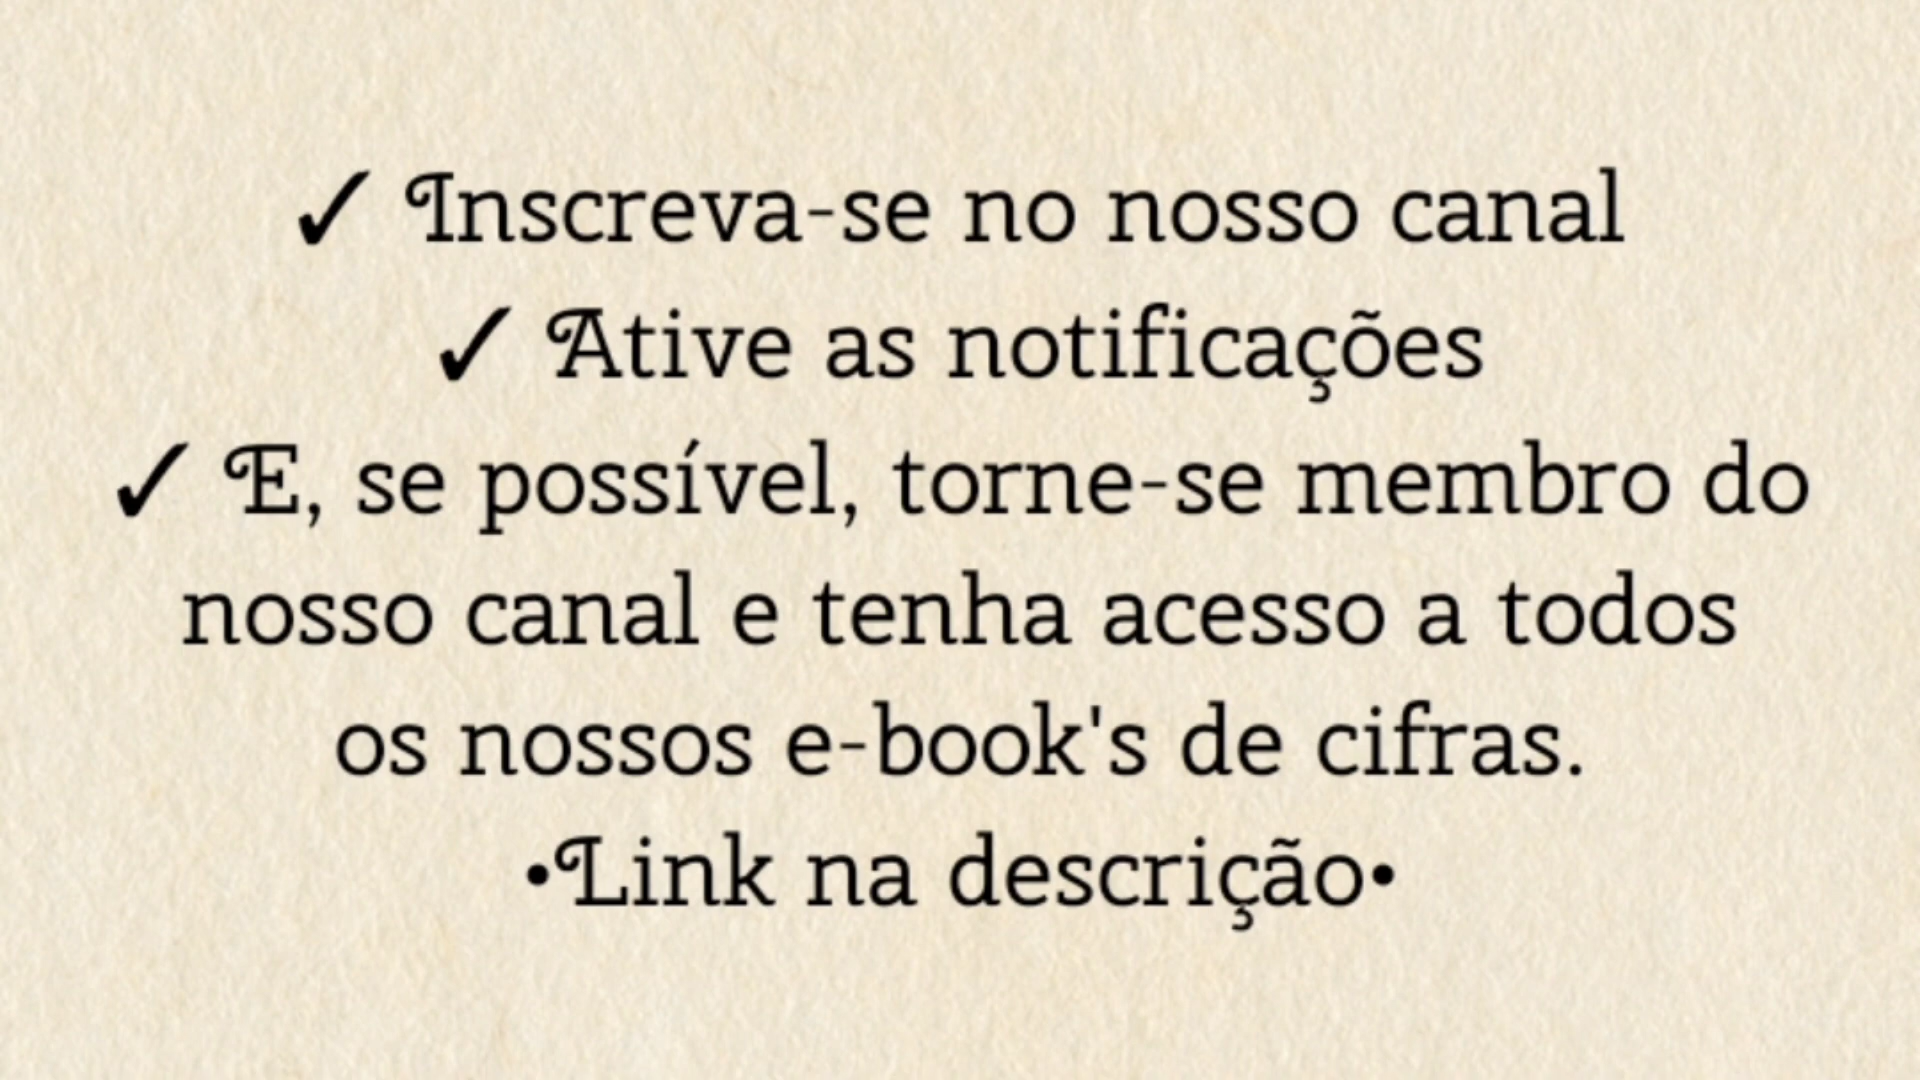 ✓ Inscreva-se no nosso canal
✓ Ative as notificações
✓ E, se possível, torne-se membro do
nosso canal e tenha acesso a todos
os nossos e-book's de cifras.
•Link na descrição•